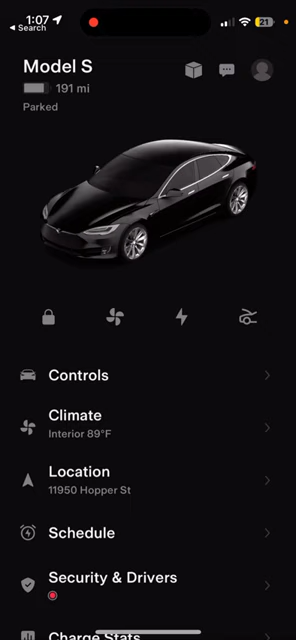 1:07
21
Search
Model S
191 mi
Parked
Controls
Climate
Interior 89°F
Location
11950 Hopper St
Schedule
Security & Drivers
Charge Stats